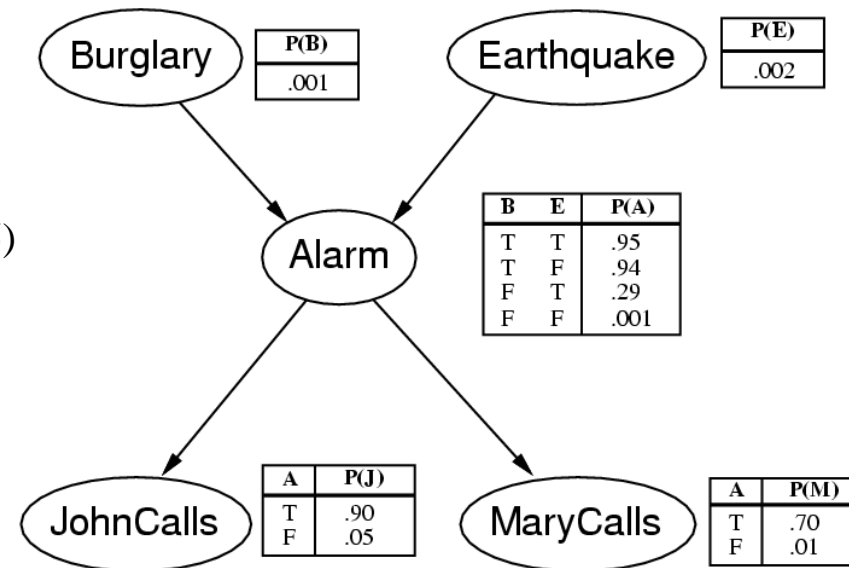 Burglary
P(B)
.001
Earthquake
P(E)
.002
)
Alarm
B E P(A)
T T .95
T F .94
F T .29
F F .001
JohnCalls
A P(J)
T .90
F .05
MaryCalls
A P(M)
T .70
F .01